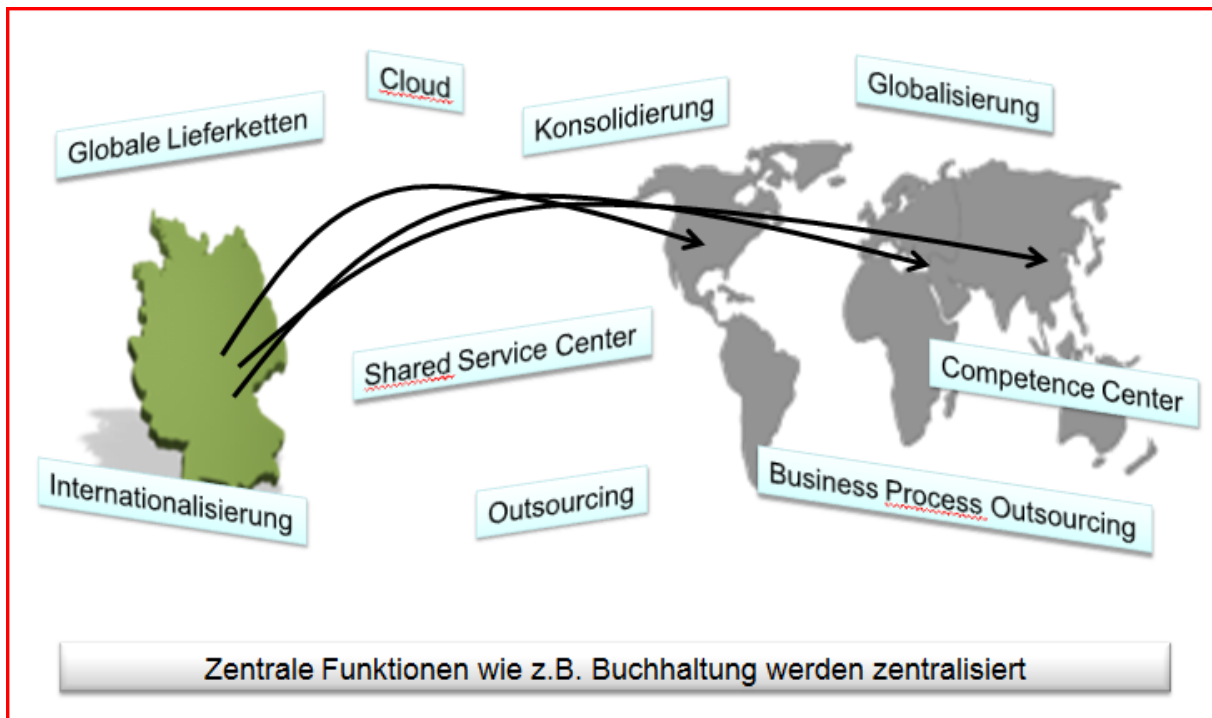 Cloud
Globalisierung
Globale Lieferketten
Konsolidierung
Shared Service Center
Competence Center
Internationalisierung
Outsourcing
Business Process Outsourcing
Zentrale Funktionen wie z.B. Buchhaltung werden zentralisiert